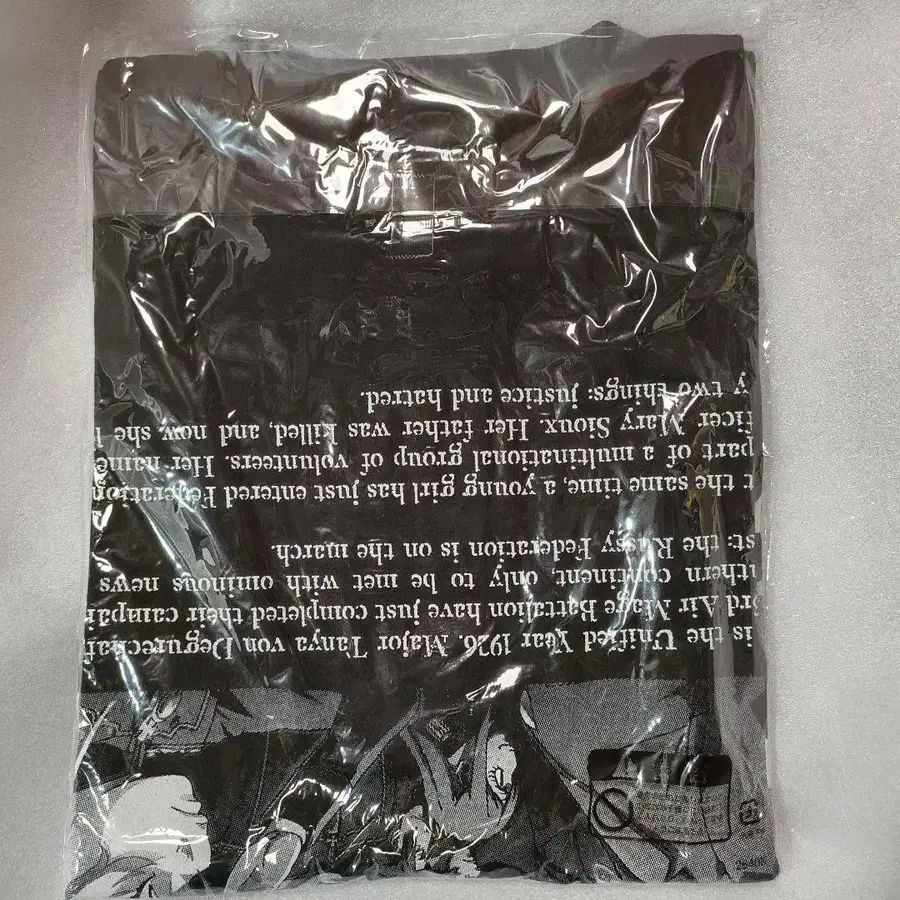 is the Unified Year 1926. Major Tanya von Degurechaf
rd Air Mage Battalion have just completed their campai
thern continent, only to be met with ominous news
st: the Russy Federation is on the march.
t the same time, a young girl has just entered Federation
part of a multinational group of volunteers. Her name
ficer Mary Sioux. Her father was killed, and now she
y two things: justice and hatred.